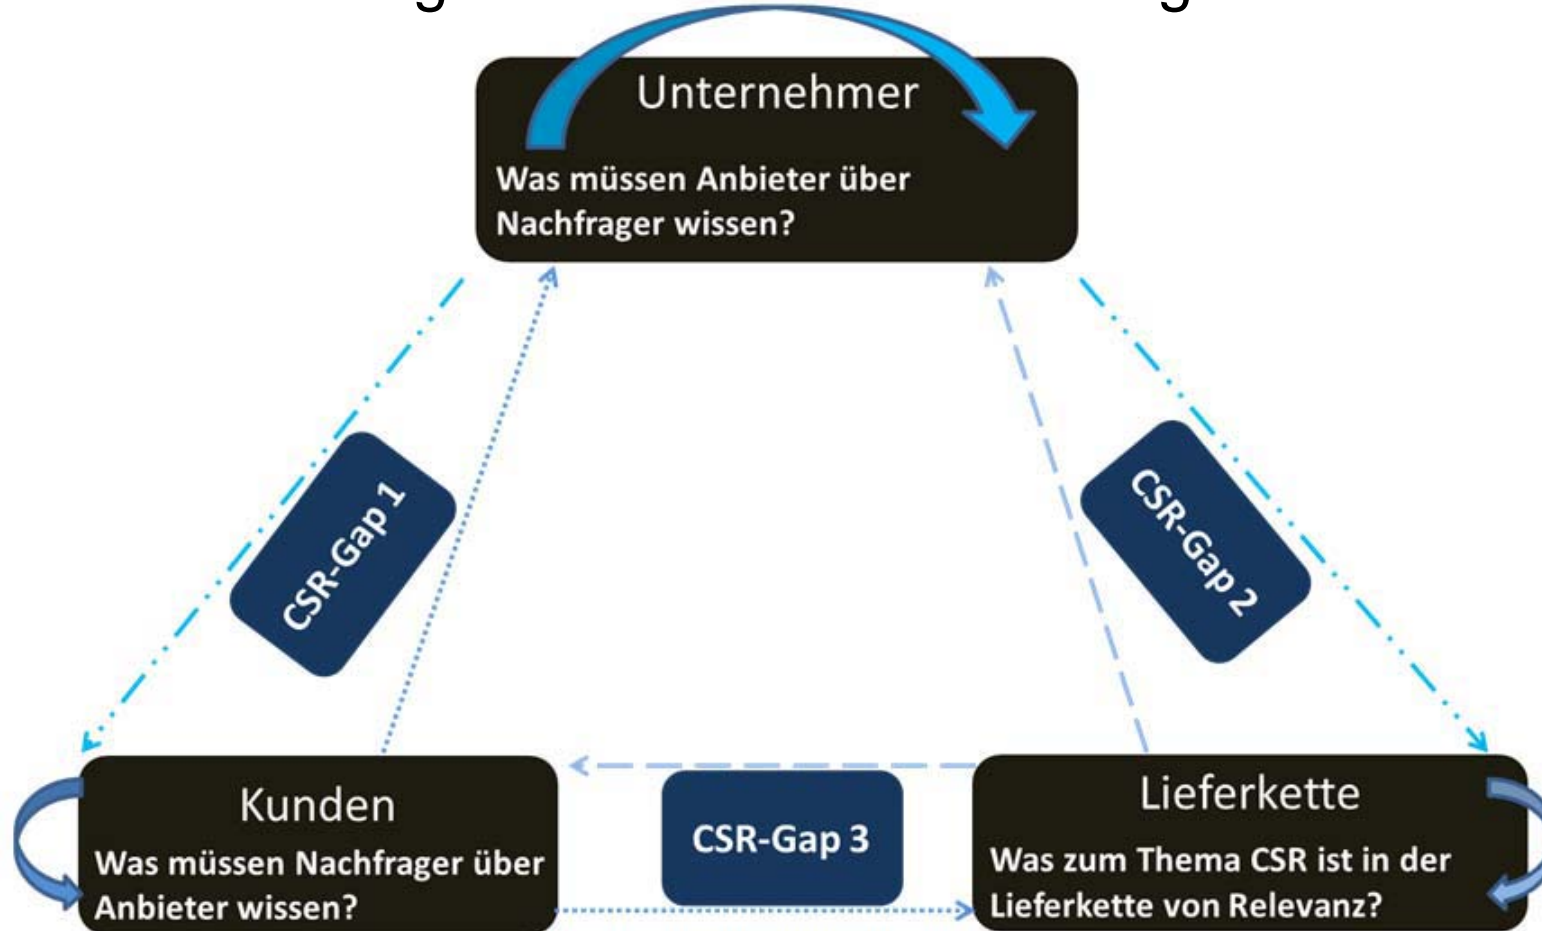 Unternehmer
Was müssen Anbieter über
Nachfrager wissen?
CSR-Gap 1
CSR-Gap 2
Kunden
Was müssen Nachfrager über
Anbieter wissen?
CSR-Gap 3
Lieferkette
Was zum Thema CSR ist in der
Lieferkette von Relevanz?